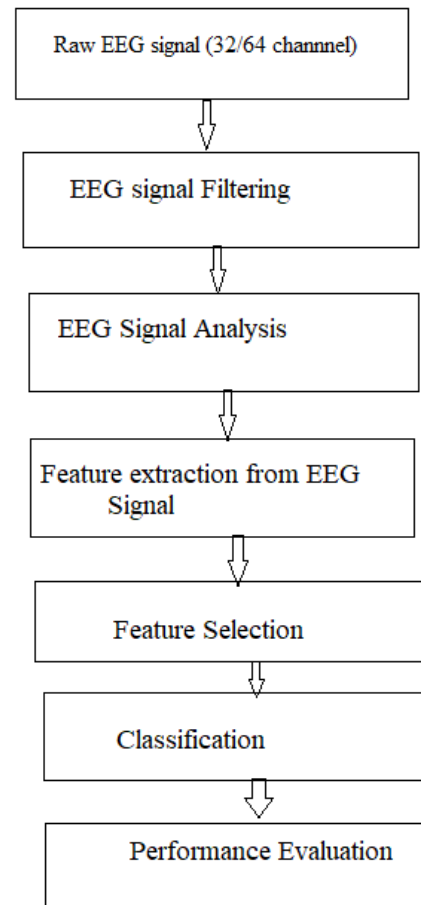 Raw EEG signal (32/64 channnel)
EEG signal Filtering
EEG Signal Analysis
Feature extraction from EEG
Signal
Feature Selection
Classification
Performance Evaluation